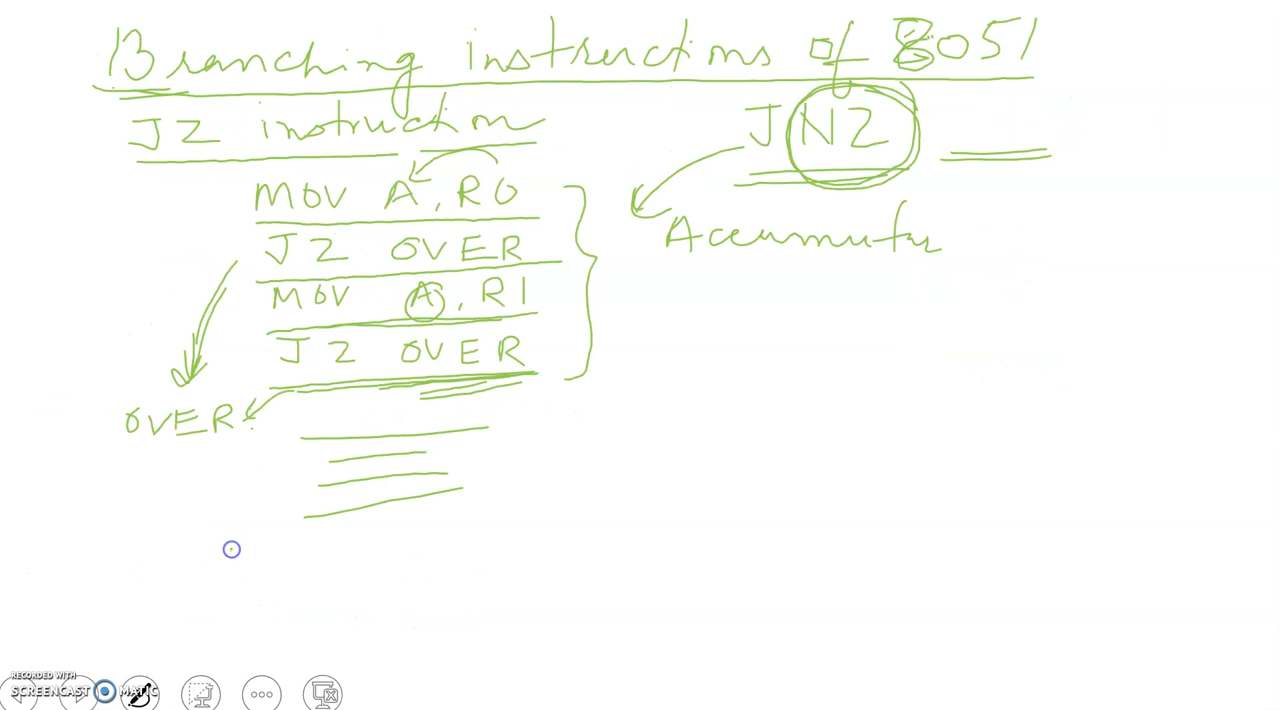 Branching instructions of 8051
JZ instruction
JNZ
MOV A, R0
JZ OVER
MOV A, R1
JZ OVER
OVER:
RECORDED WITH
SCREENCAST MATIC